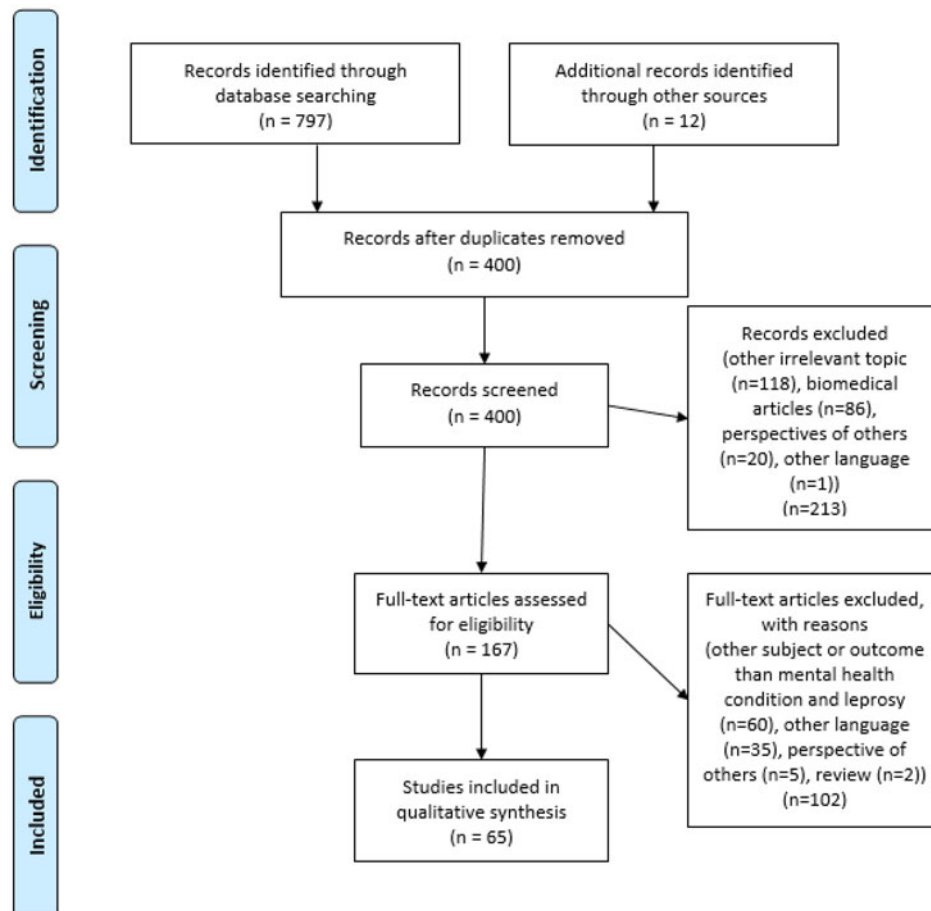 Identification
Records identified through
database searching
(n = 797)
Additional records identified
through other sources
(n = 12)
Records after duplicates removed
(n = 400)
Screening
Records screened
(n = 400)
Records excluded
(other irrelevant topic
(n=118), biomedical
articles (n=86),
perspectives of others
(n=20), other language
(n=1))
(n=213)
Eligibility
Full-text articles assessed
for eligibility
(n = 167)
Full-text articles excluded,
with reasons
(other subject or outcome
than mental health
condition and leprosy
(n=60), other language
(n=35), perspective of
others (n=5), review (n=2))
(n=102)
Included
Studies included in
qualitative synthesis
(n = 65)